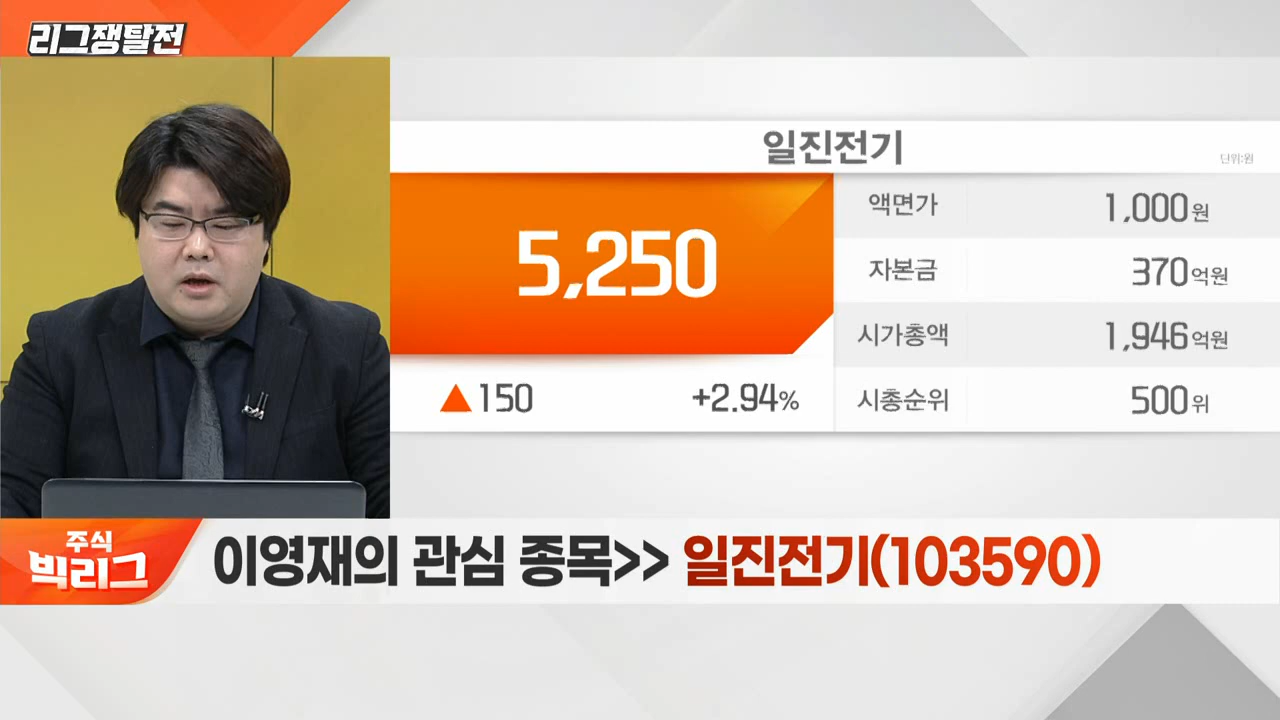 리그쟁탈전
일진전기
단위:원
5,250
▲150 +2.94%
액면가 1,000원
자본금 370억원
시가총액 1,946억원
시총순위 500위
주식
빅리그
이영재의 관심 종목>> 일진전기(103590)